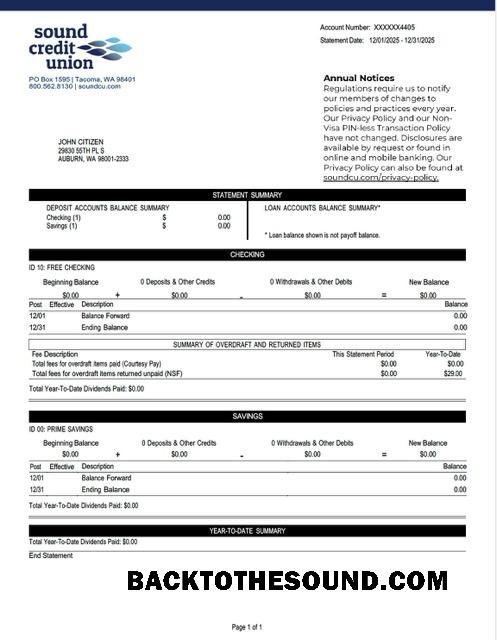 sound
credit
union
PO Box 1595 | Tacoma, WA 98401
800.562.8130 | soundcu.com
Account Number: XXXXXX4405
Statement Date: 12/01/2025 - 12/31/2025
Annual Notices
Regulations require us to notify
our members of changes to
policies and practices every year.
Our Privacy Policy and our Non-
Visa PIN-less Transaction Policy
have not changed. Disclosures are
available by request or found in
online and mobile banking. Our
Privacy Policy can also be found at
soundcu.com/privacy-policy.
JOHN CITIZEN
29830 55TH PL S
AUBURN, WA 98001-2333
STATEMENT SUMMARY
DEPOSIT ACCOUNTS BALANCE SUMMARY
Checking (1) $ 0.00
Savings (1) $ 0.00
LOAN ACCOUNTS BALANCE SUMMARY*
* Loan balance shown is not payoff balance.
CHECKING
ID 10: FREE CHECKING
Beginning Balance 0 Deposits & Other Credits 0 Withdrawals & Other Debits New Balance
$0.00 + $0.00 - $0.00 = $0.00
Post Effective Description Balance
12/01 Balance Forward 0.00
12/31 Ending Balance 0.00
SUMMARY OF OVERDRAFT AND RETURNED ITEMS
Fee Description This Statement Period Year-To-Date
Total fees for overdraft items paid (Courtesy Pay) $0.00 $0.00
Total fees for overdraft items returned unpaid (NSF) $0.00 $29.00
Total Year-To-Date Dividends Paid: $0.00
SAVINGS
ID 00: PRIME SAVINGS
Beginning Balance 0 Deposits & Other Credits 0 Withdrawals & Other Debits New Balance
$0.00 + $0.00 - $0.00 = $0.00
Post Effective Description Balance
12/01 Balance Forward 0.00
12/31 Ending Balance 0.00
Total Year-To-Date Dividends Paid: $0.00
YEAR-TO-DATE SUMMARY
Total Year-To-Date Dividends Paid: $0.00
End Statement
BACKTOTHESOUND.COM
Page 1 of 1